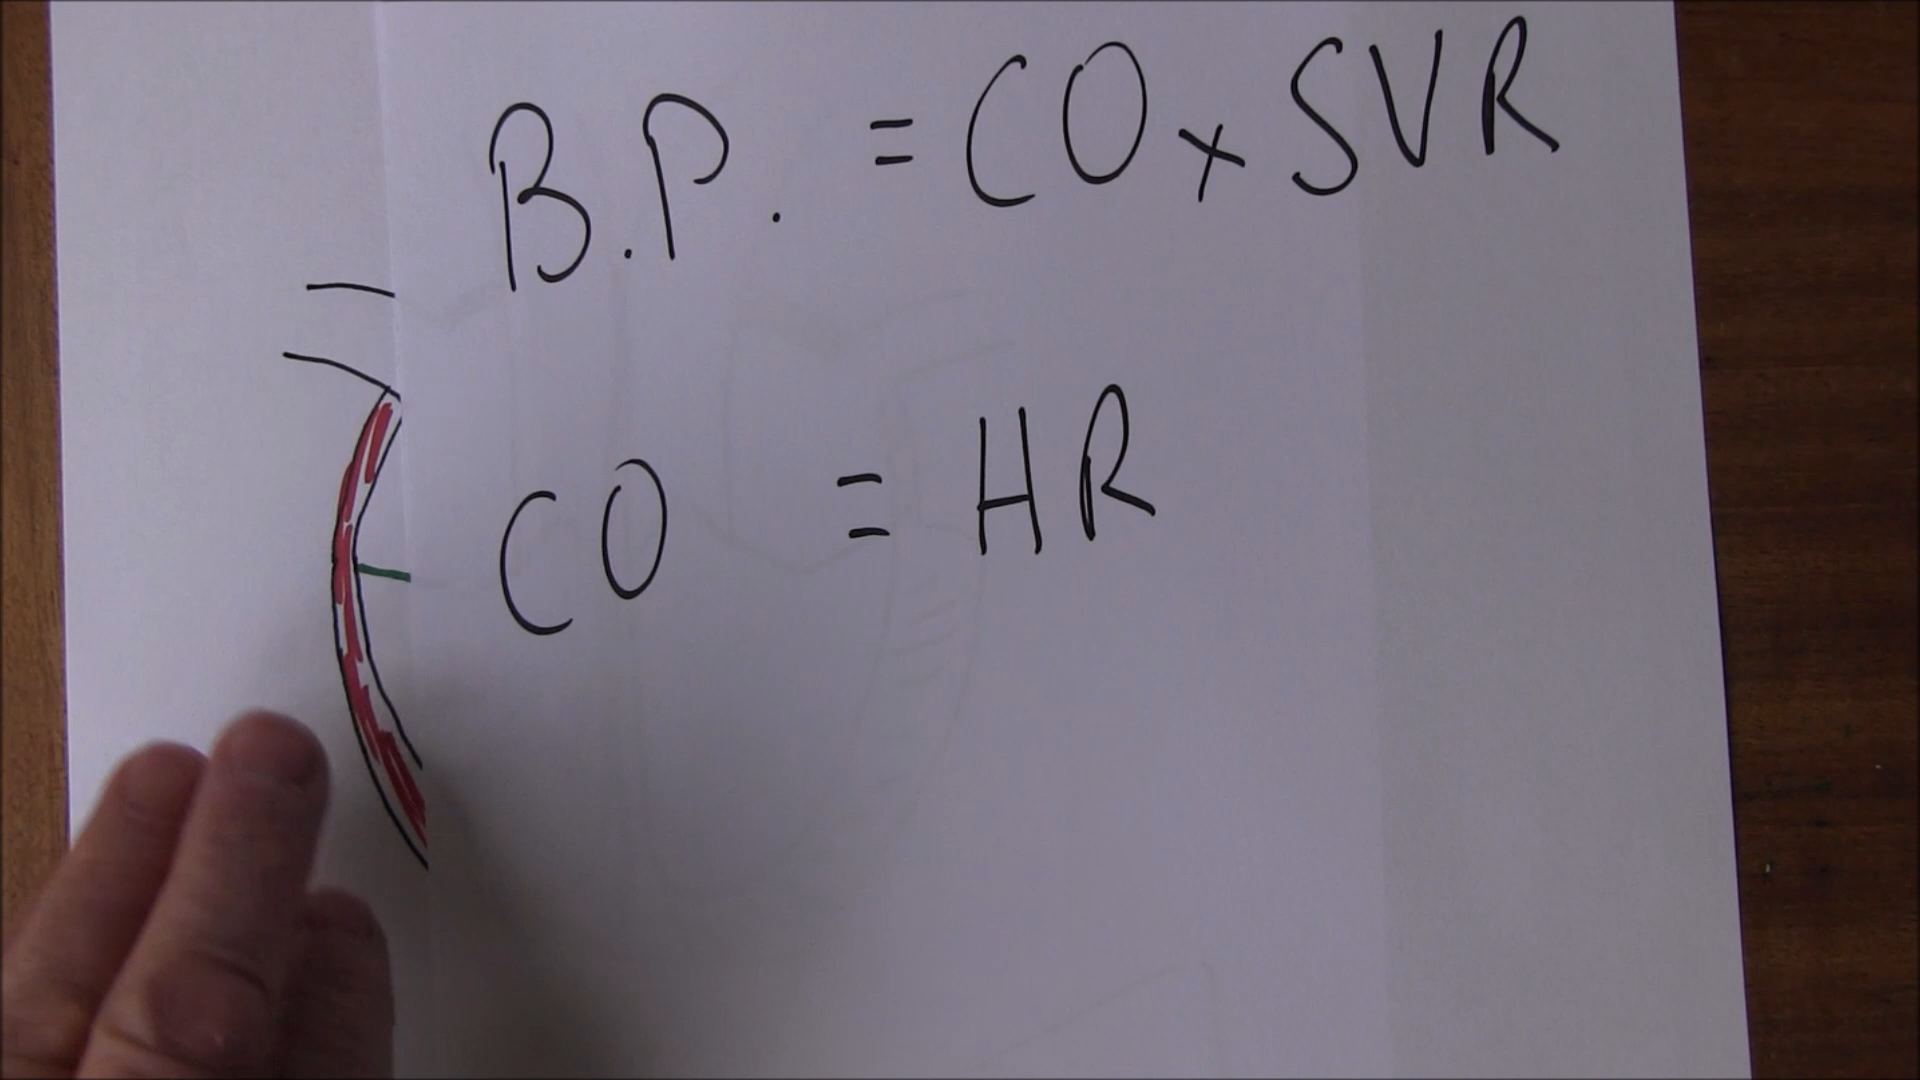 B.P. = CO x SVR
CO = HR